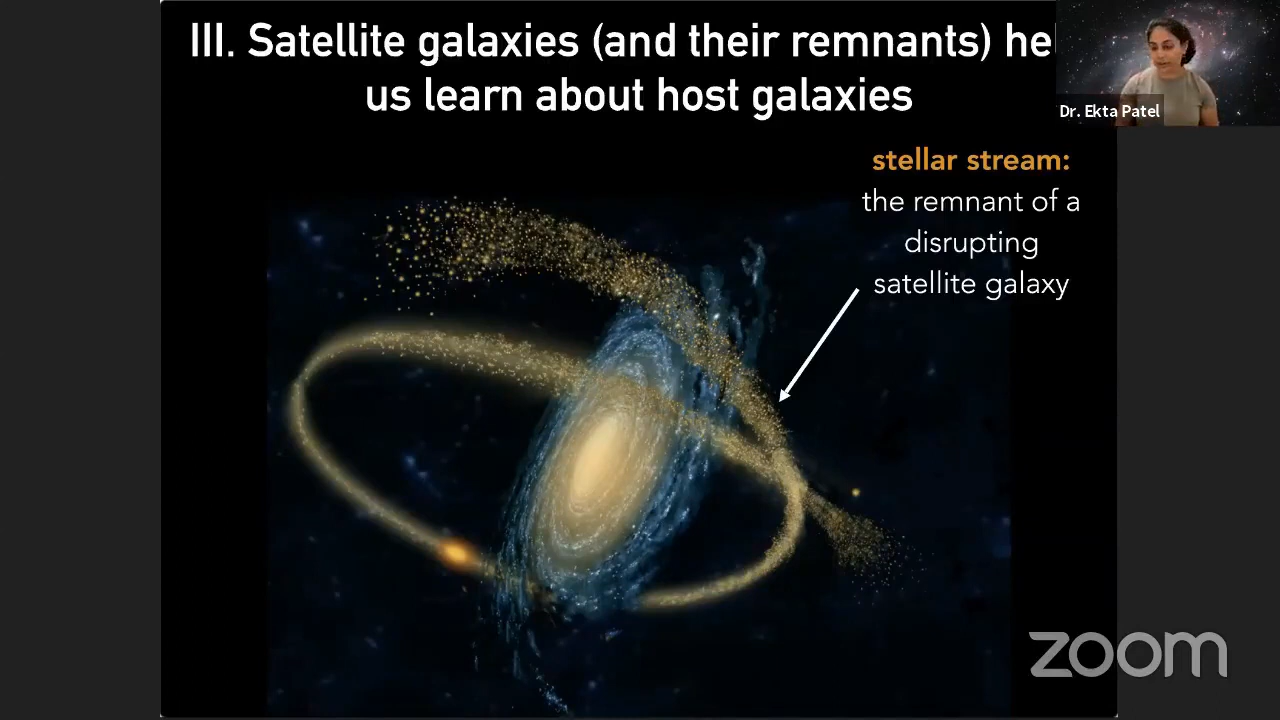 III. Satellite galaxies (and their remnants) hel
us learn about host galaxies
Dr. Ekta Patel
stellar stream:
the remnant of a
disrupting
satellite galaxy
zoom